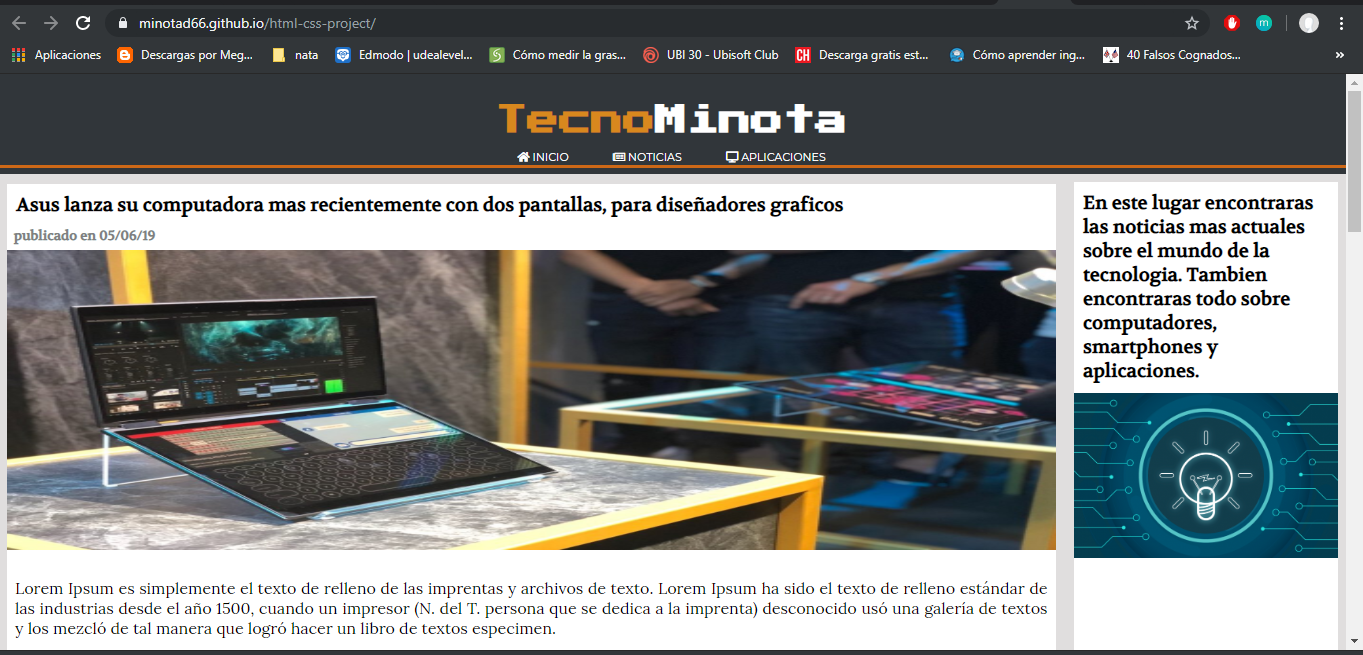 minotad66.github.io/html-css-project/
m
Aplicaciones Descargas por Meg... nata Edmodo | udealevel... Cómo medir la gras... UBI 30 - Ubisoft Club CH Descarga gratis est... Cómo aprender ing... 40 Falsos Cognados... »
TecnoMinota
INICIO NOTICIAS APLICACIONES
Asus lanza su computadora mas recientemente con dos pantallas, para diseñadores graficos
publicado en 05/06/19
Lorem Ipsum es simplemente el texto de relleno de las imprentas y archivos de texto. Lorem Ipsum ha sido el texto de relleno estándar de
las industrias desde el año 1500, cuando un impresor (N. del T. persona que se dedica a la imprenta) desconocido usó una galería de textos
y los mezcló de tal manera que logró hacer un libro de textos especimen.
En este lugar encontraras
las noticias mas actuales
sobre el mundo de la
tecnologia. Tambien
encontraras todo sobre
computadores,
smartphones y
aplicaciones.